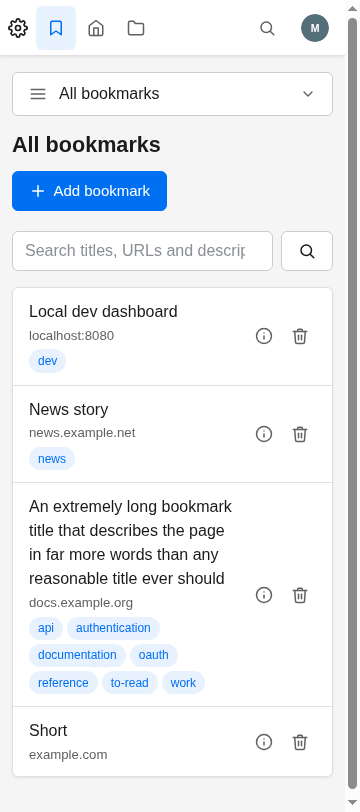 M
All bookmarks
All bookmarks
Add bookmark
Search titles, URLs and descrip
Local dev dashboard
localhost:8080
dev
News story
news.example.net
news
An extremely long bookmark
title that describes the page
in far more words than any
reasonable title ever should
docs.example.org
api authentication
documentation oauth
reference to-read work
Short
example.com